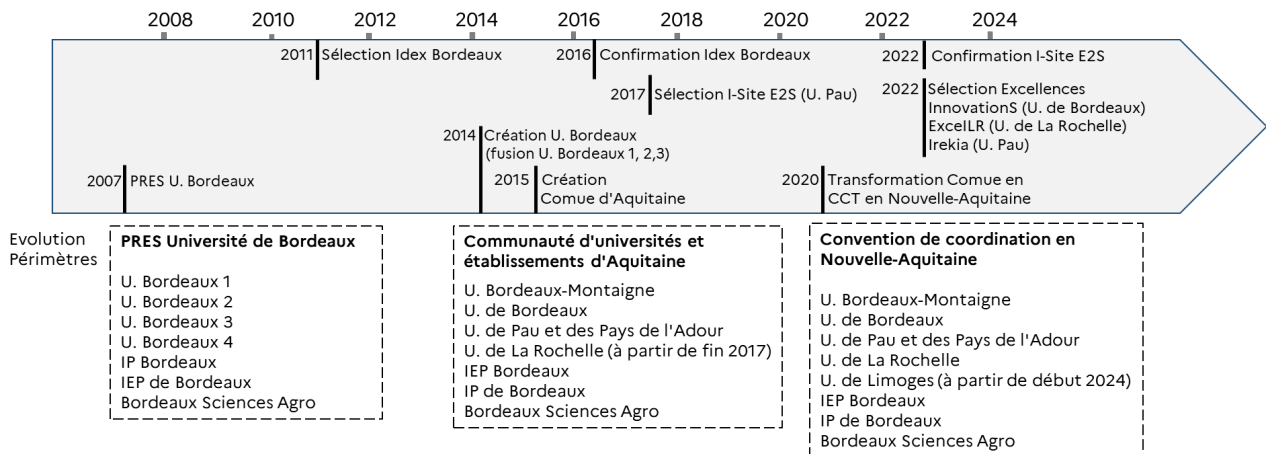 2008 2010 2012 2014 2016 2018 2020 2022 2024
2011 Sélection Idex Bordeaux
2016 Confirmation Idex Bordeaux
2022 Confirmation I-Site E2S
2017 Sélection I-Site E2S (U. Pau)
2022 Sélection Excellences
InnovationS (U. de Bordeaux)
ExcelLR (U. de La Rochelle)
Irekia (U. Pau)
2014 Création U. Bordeaux
(fusion U. Bordeaux 1, 2,3)
2007 PRES U. Bordeaux
2015 Création
Comue d'Aquitaine
2020 Transformation Comue en
CCT en Nouvelle-Aquitaine
Evolution
Périmètres
PRES Université de Bordeaux
U. Bordeaux 1
U. Bordeaux 2
U. Bordeaux 3
U. Bordeaux 4
IP Bordeaux
IEP de Bordeaux
Bordeaux Sciences Agro
Communauté d'universités et
établissements d'Aquitaine
U. Bordeaux-Montaigne
U. de Bordeaux
U. de Pau et des Pays de l'Adour
U. de La Rochelle (à partir de fin 2017)
IEP Bordeaux
IP de Bordeaux
Bordeaux Sciences Agro
Convention de coordination en
Nouvelle-Aquitaine
U. Bordeaux-Montaigne
U. de Bordeaux
U. de Pau et des Pays de l'Adour
U. de La Rochelle
U. de Limoges (à partir de début 2024)
IEP Bordeaux
IP de Bordeaux
Bordeaux Sciences Agro